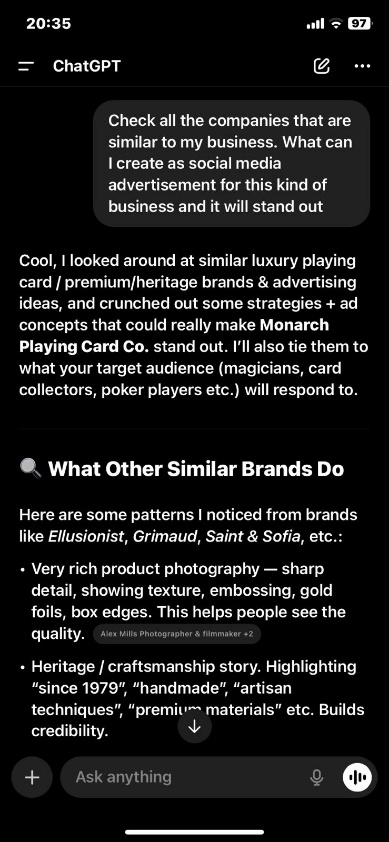 20:35
97
ChatGPT
Check all the companies that are
similar to my business. What can
I create as social media
advertisement for this kind of
business and it will stand out
Cool, I looked around at similar luxury playing
card / premium/heritage brands & advertising
ideas, and crunched out some strategies + ad
concepts that could really make Monarch
Playing Card Co. stand out. I’ll also tie them to
what your target audience (magicians, card
collectors, poker players etc.) will respond to.
🔍 What Other Similar Brands Do
Here are some patterns I noticed from brands
like Ellusionist, Grimaud, Saint & Sofia, etc.:
• Very rich product photography — sharp
detail, showing texture, embossing, gold
foils, box edges. This helps people see the
quality. Alex Mills Photographer & filmmaker +2
• Heritage / craftsmanship story. Highlighting
“since 1979”, “handmade”, “artisan
techniques”, “premium materials” etc. Builds
credibility.
Ask anything